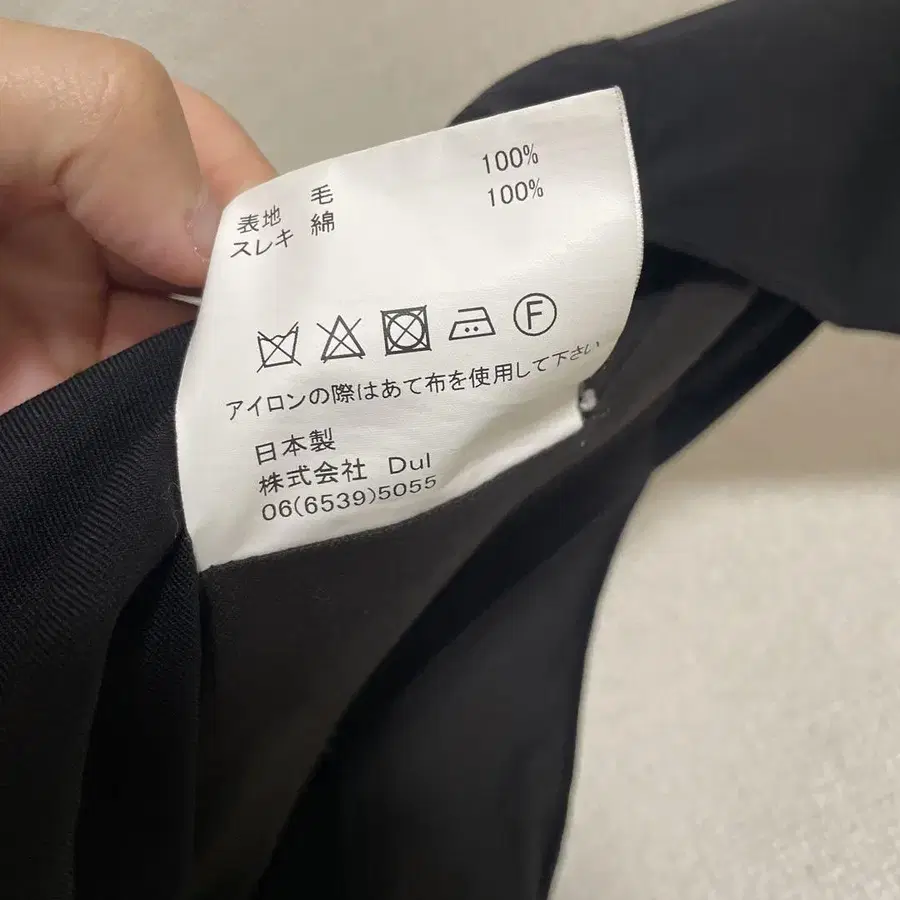 表地 毛 100%
スレキ 綿 100%
F
アイロンの際はあて布を使用して下さい
日本製
株式会社 Dul
06(6539)5055